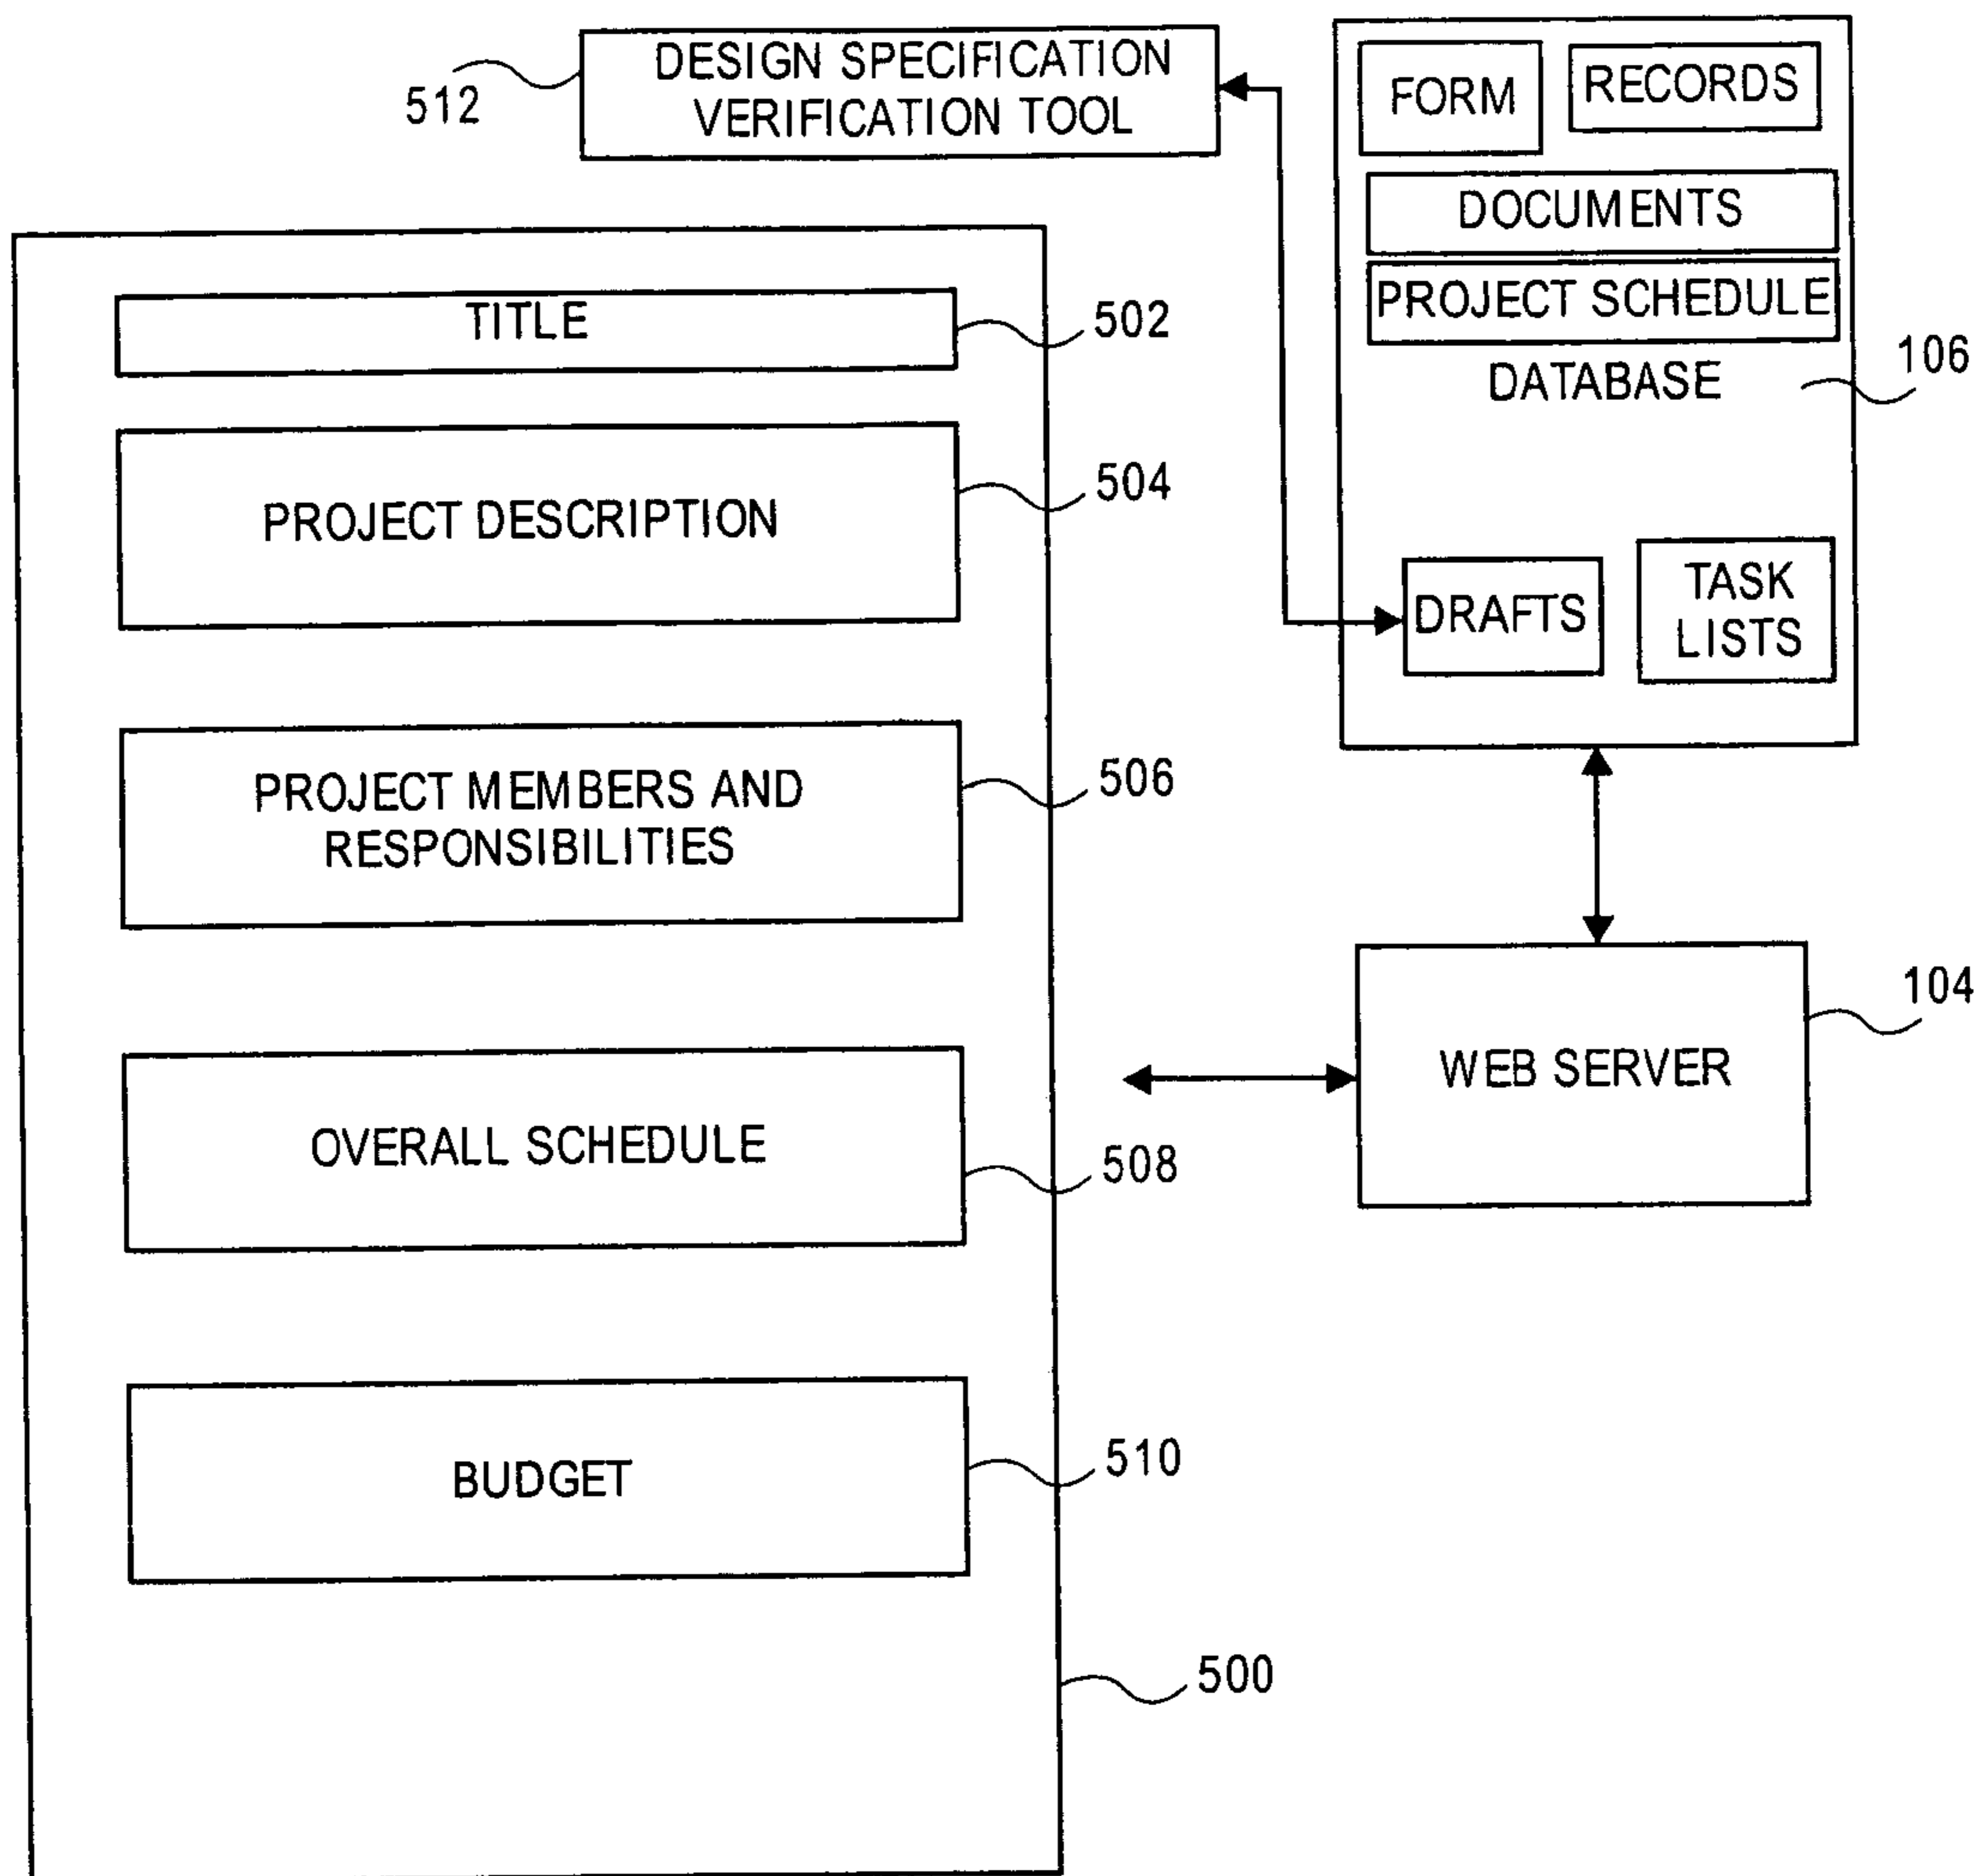 DESIGN SPECIFICATION
VERIFICATION TOOL
512
FORM
RECORDS
DOCUMENTS
PROJECT SCHEDULE
DATABASE
106
DRAFTS
TASK
LISTS
TITLE
502
PROJECT DESCRIPTION
504
PROJECT MEMBERS AND
RESPONSIBILITIES
506
WEB SERVER
104
OVERALL SCHEDULE
508
BUDGET
510
500